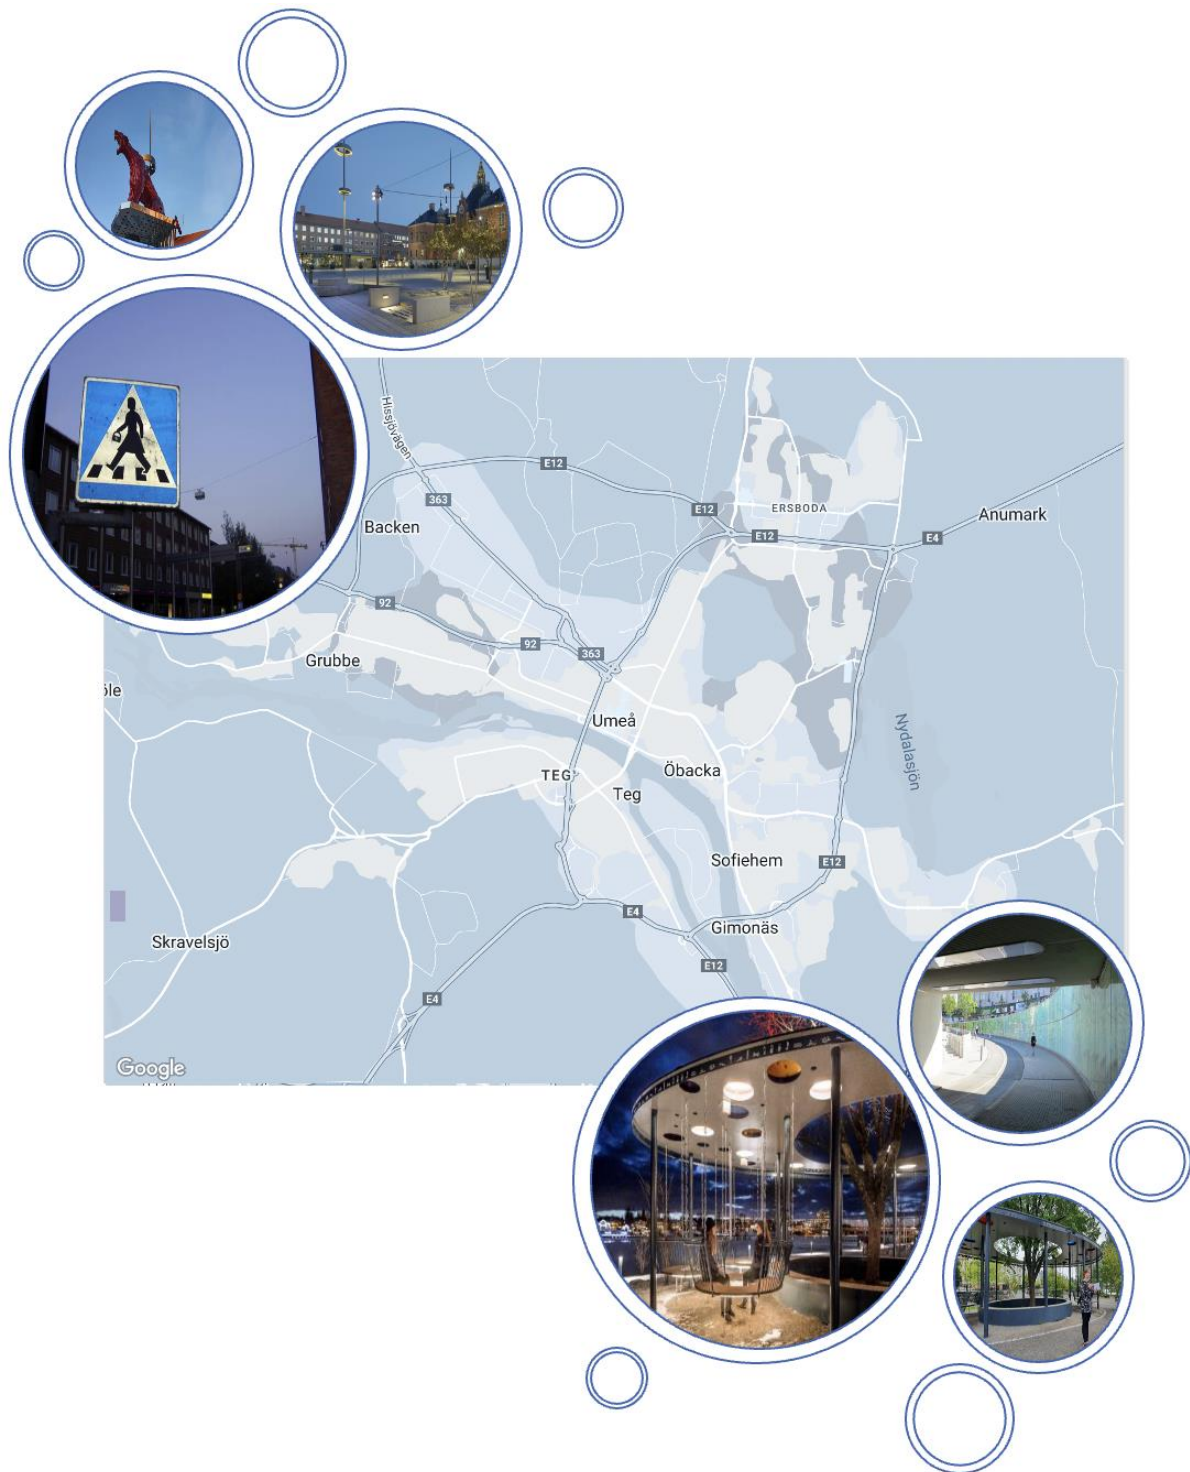 Hissjövägen
E12
363
E12
ERSBODA
Anumark
Backen
E12
E4
92
92
363
Grubbe
öle
Umeå
Nydalasjön
TEG
Öbacka
Teg
Sofiehem
E12
E4
Gimonäs
Skravelsjö
E12
E4
Google